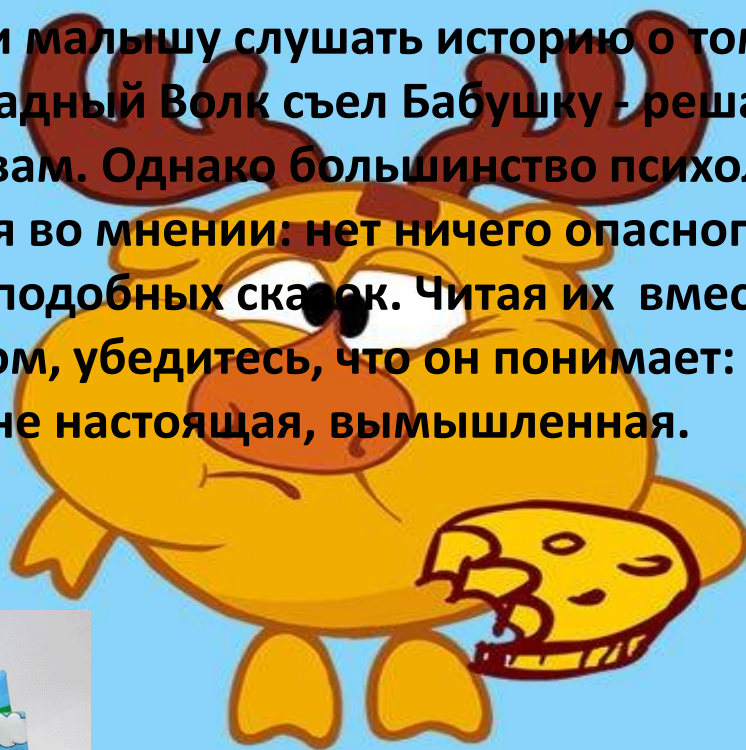 и малышу слушать историю о том
адный Волк съел Бабушку - реша
вам. Однако большинство психол
я во мнении: нет ничего опасног
подобных сказок. Читая их вмес
ом, убедитесь, что он понимает:
не настоящая, вымышленная.